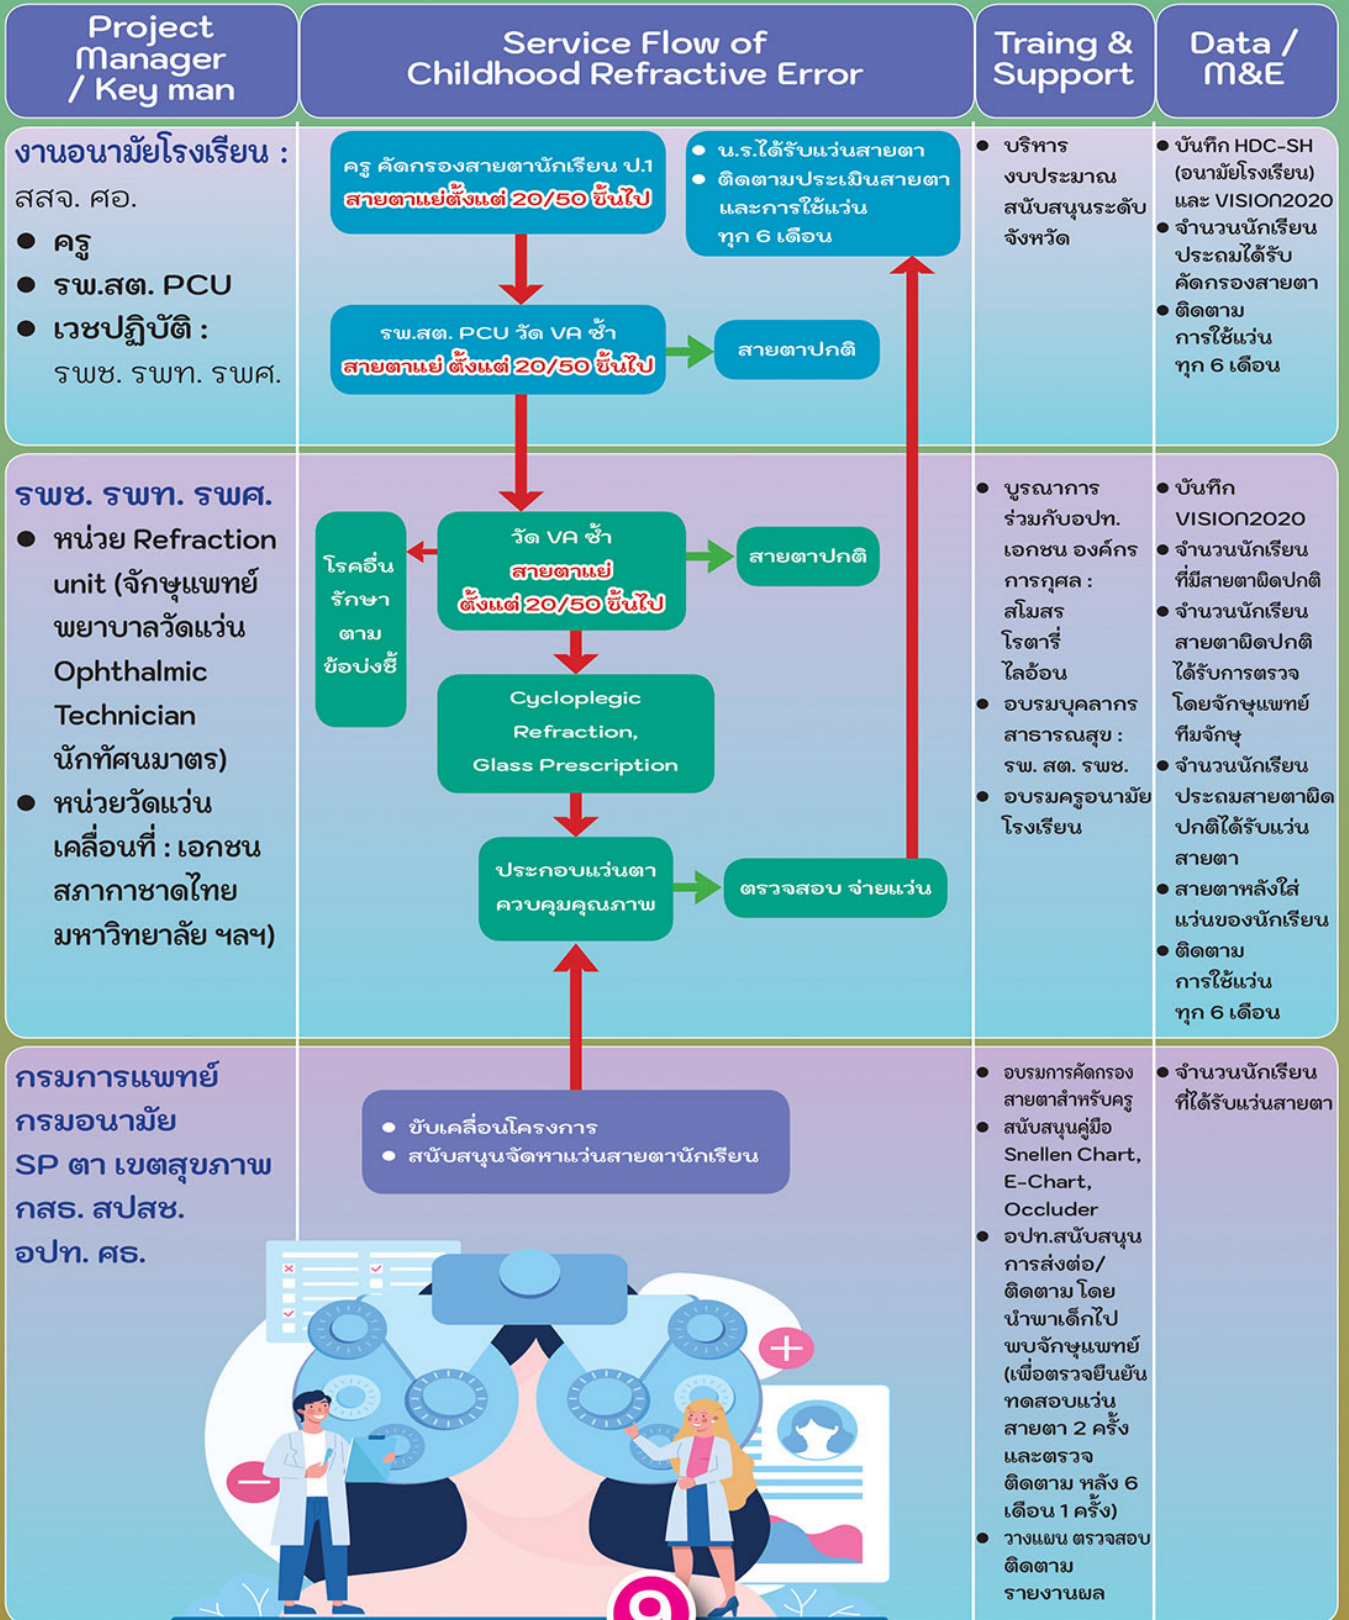 Project
Manager
/ Key man
Service Flow of
Childhood Refractive Error
Traing &
Support
Data /
M&E
งานอนามัยโรงเรียน :
สสจ. ศอ.
● ครู
● รพ.สต. PCU
● เวชปฏิบัติ :
รพช. รพท. รพศ.
ครู คัดกรองสายตานักเรียน ป.1
สายตาแย่ตั้งแต่ 20/50 ขึ้นไป
● น.ร.ได้รับแว่นสายตา
● ติดตามประเมินสายตา
และการใช้แว่น
ทุก 6 เดือน
รพ.สต. PCU วัด VA ซ้ำ
สายตาแย่ ตั้งแต่ 20/50 ขึ้นไป
สายตาปกติ
● บริหาร
งบประมาณ
สนับสนุนระดับ
จังหวัด
● บันทึก HDC-SH
(อนามัยโรงเรียน)
และ VISION2020
● จำนวนนักเรียน
ประถมได้รับ
คัดกรองสายตา
● ติดตาม
การใช้แว่น
ทุก 6 เดือน
รพช. รพท. รพศ.
● หน่วย Refraction
unit (จักษุแพทย์
พยาบาลวัดแว่น
Ophthalmic
Technician
นักทัศนมาตร)
● หน่วยวัดแว่น
เคลื่อนที่ : เอกชน
สภากาชาดไทย
มหาวิทยาลัย ฯลฯ)
โรคอื่น
รักษา
ตาม
ข้อบ่งชี้
วัด VA ซ้ำ
สายตาแย่
ตั้งแต่ 20/50 ขึ้นไป
สายตาปกติ
Cycloplegic
Refraction,
Glass Prescription
ประกอบแว่นตา
ควบคุมคุณภาพ
ตรวจสอบ จ่ายแว่น
● บูรณาการ
ร่วมกับอปท.
เอกชน องค์กร
การกุศล :
สโมสร
โรตารี่
ไลอ้อน
● อบรมบุคลากร
สาธารณสุข :
รพ. สต. รพช.
● อบรมครูอนามัย
โรงเรียน
● บันทึก
VISION2020
● จำนวนนักเรียน
ที่มีสายตาผิดปกติ
● จำนวนนักเรียน
สายตาผิดปกติ
ได้รับการตรวจ
โดยจักษุแพทย์
ทีมจักษุ
● จำนวนนักเรียน
ประถมสายตาผิด
ปกติได้รับแว่น
สายตา
● สายตาหลังใส่
แว่นของนักเรียน
● ติดตาม
การใช้แว่น
ทุก 6 เดือน
กรมการแพทย์
กรมอนามัย
SP ตา เขตสุขภาพ
กสธ. สปสช.
อปท. ศธ.
● ขับเคลื่อนโครงการ
● สนับสนุนจัดหาแว่นสายตานักเรียน
● อบรมการคัดกรอง
สายตาสำหรับครู
● สนับสนุนคู่มือ
Snellen Chart,
E-Chart,
Occluder
● อปท.สนับสนุน
การส่งต่อ/
ติดตาม โดย
นำพาเด็กไป
พบจักษุแพทย์
(เพื่อตรวจยืนยัน
ทดสอบแว่น
สายตา 2 ครั้ง
และตรวจ
ติดตาม หลัง 6
เดือน 1 ครั้ง)
● วางแผน ตรวจสอบ
ติดตาม
รายงานผล
● จำนวนนักเรียน
ที่ได้รับแว่นสายตา
9